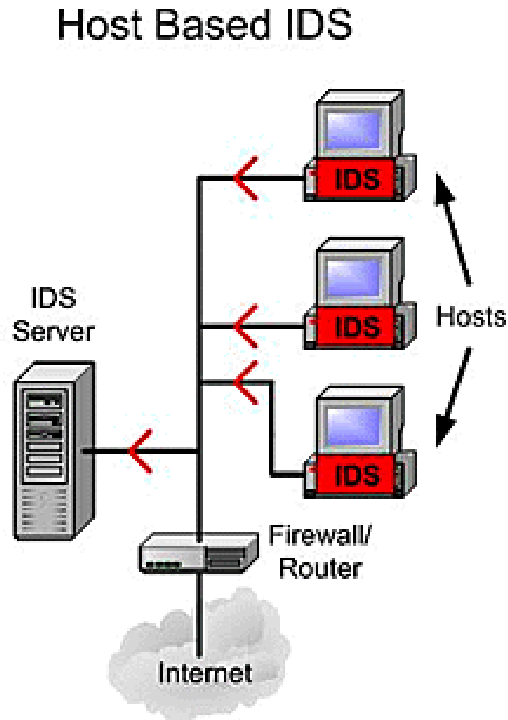 Host Based IDS
IDS
IDS
Server
IDS
Hosts
IDS
Firewall/
Router
Internet